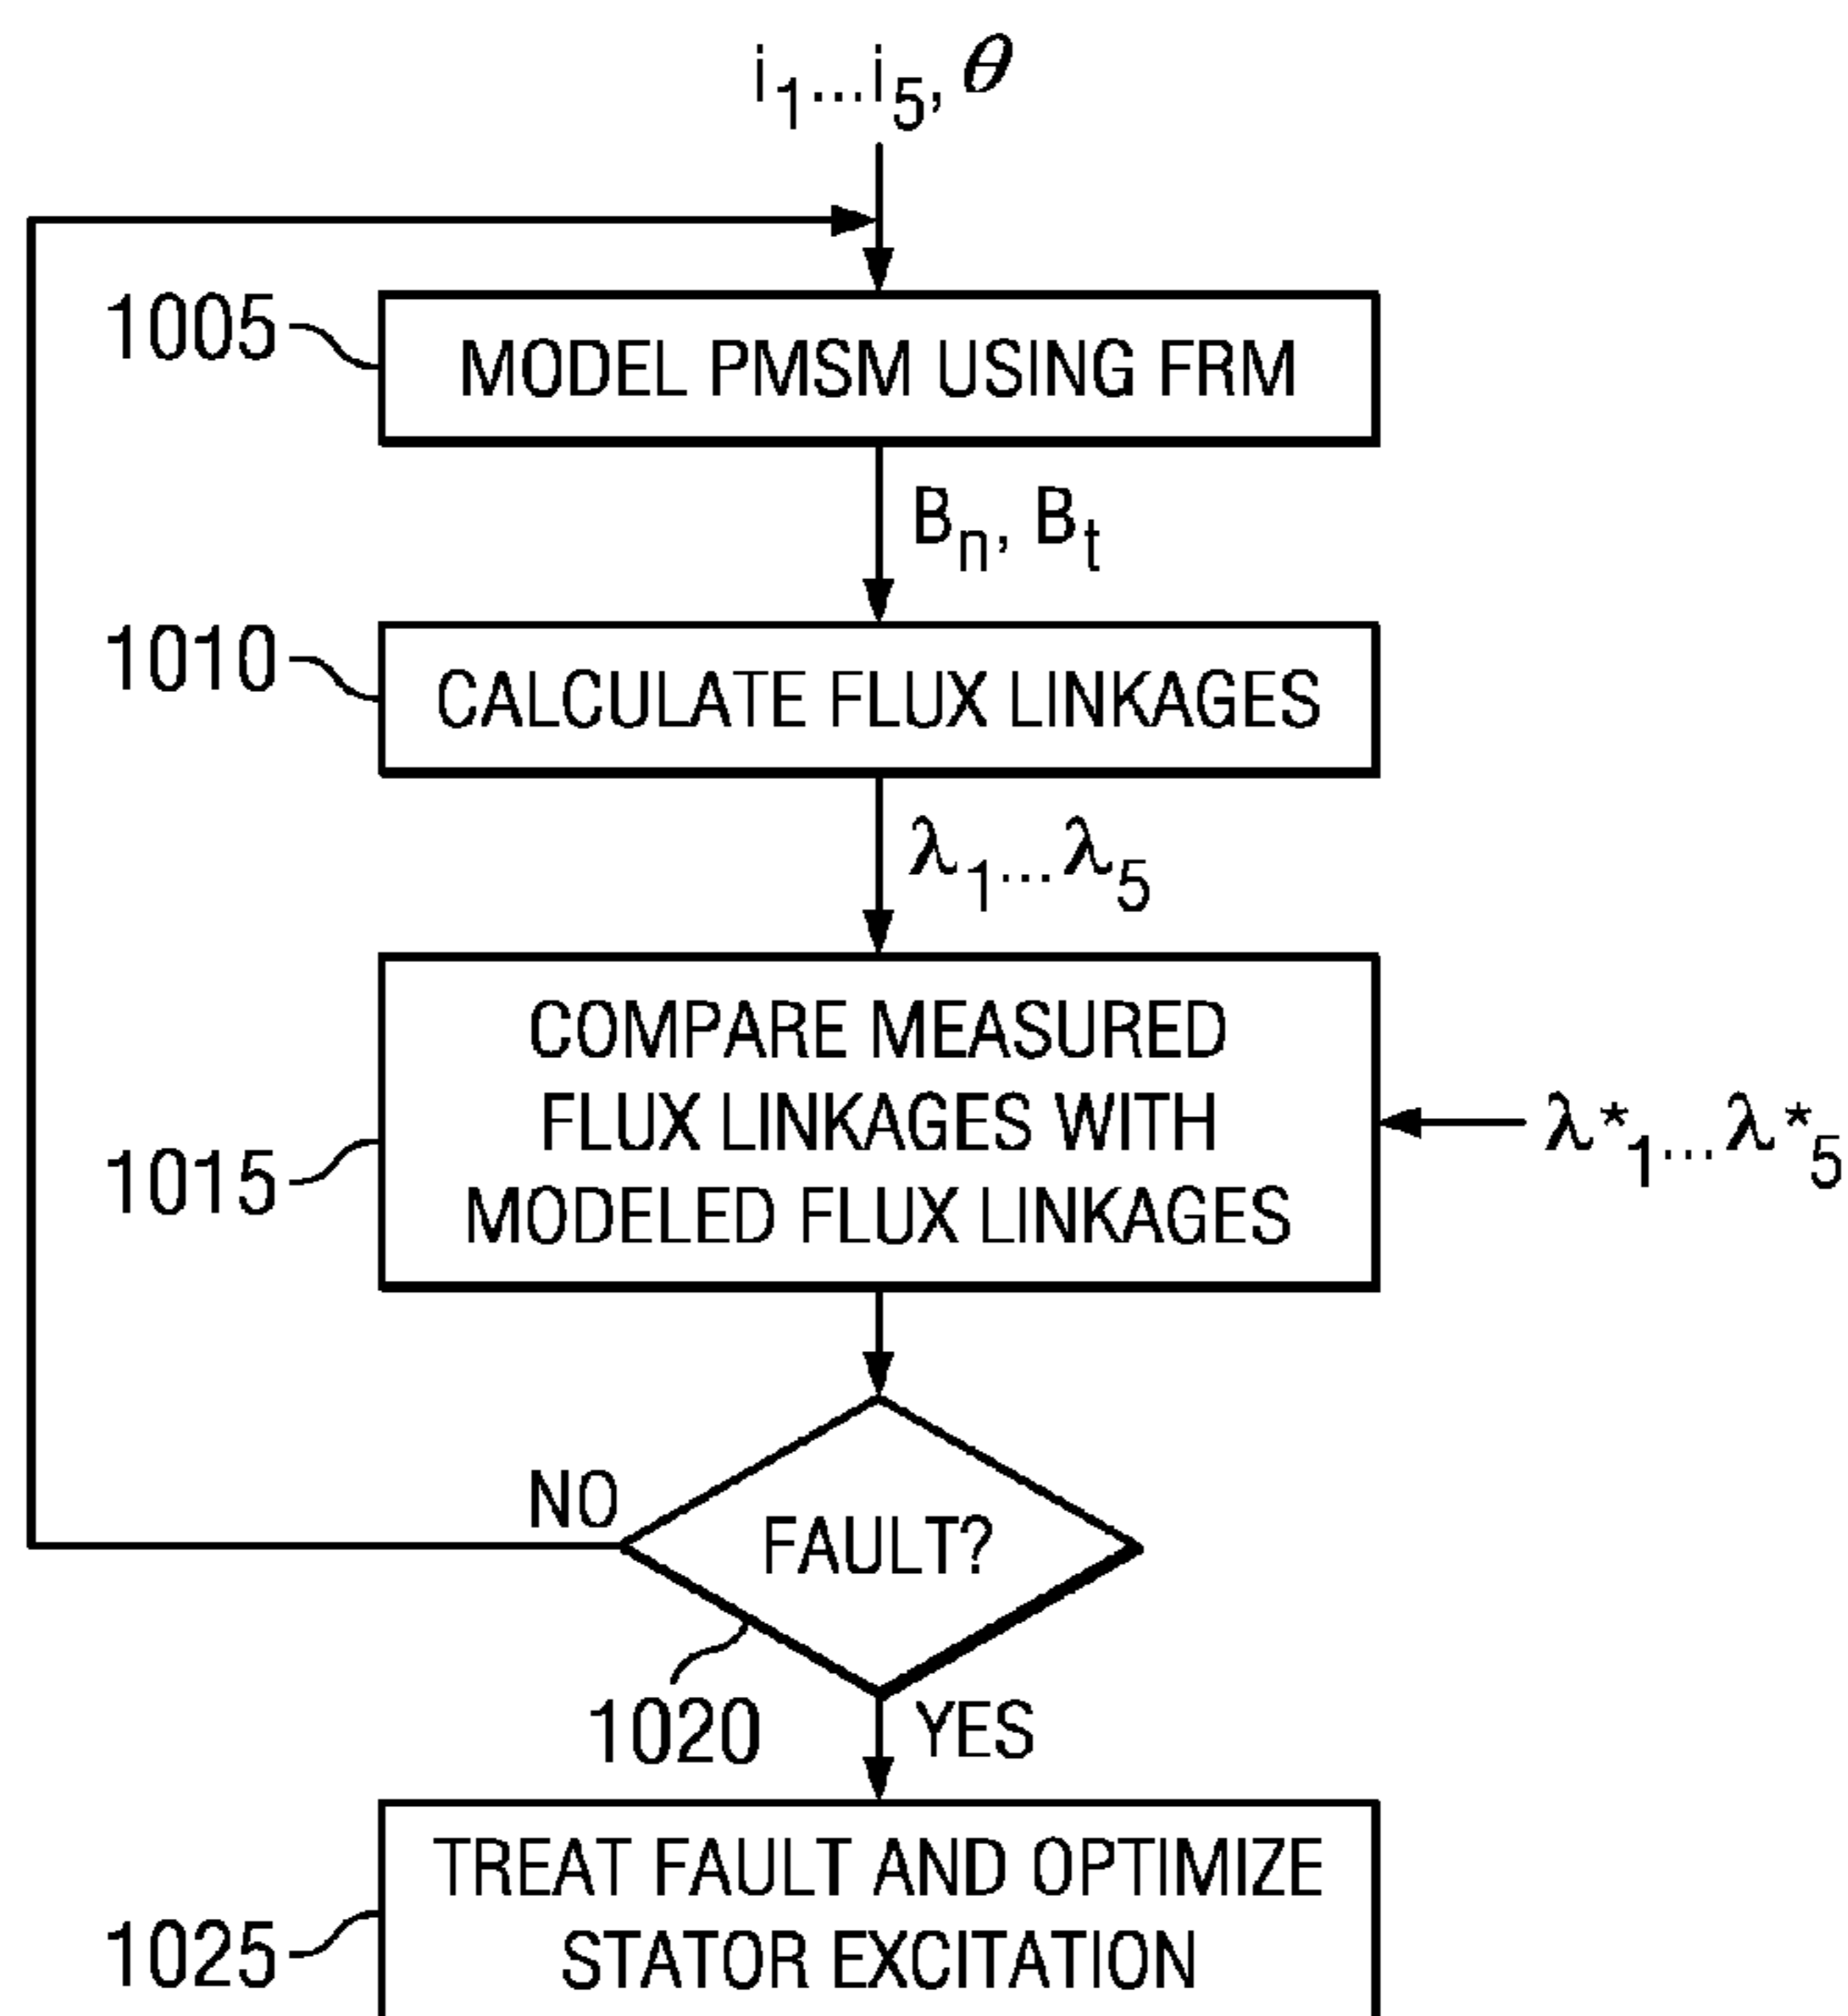 i1...i5, θ
1005
MODEL PMSM USING FRM
Bn, Bt
1010
CALCULATE FLUX LINKAGES
λ1...λ5
COMPARE MEASURED
FLUX LINKAGES WITH
MODELED FLUX LINKAGES
1015
λ*1...λ*5
NO
FAULT?
1020
YES
TREAT FAULT AND OPTIMIZE
STATOR EXCITATION
1025